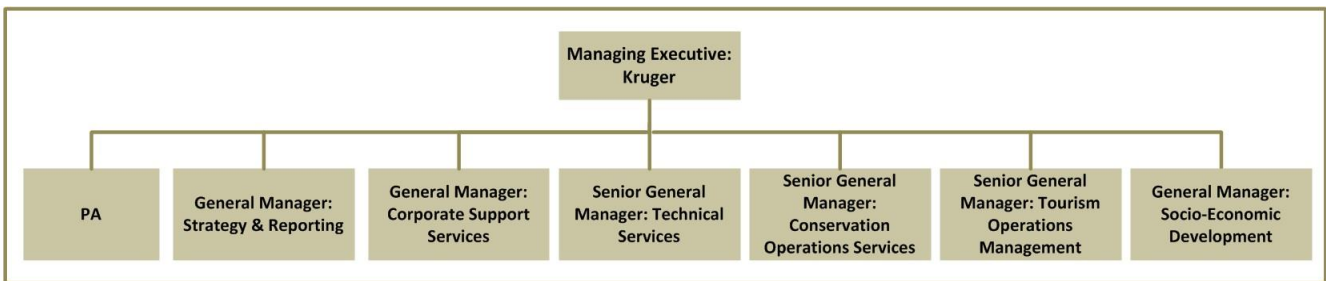 Managing Executive:
Kruger
PA
General Manager:
Strategy & Reporting
General Manager:
Corporate Support
Services
Senior General
Manager: Technical
Services
Senior General
Manager:
Conservation
Operations Services
Senior General
Manager: Tourism
Operations
Management
General Manager:
Socio-Economic
Development